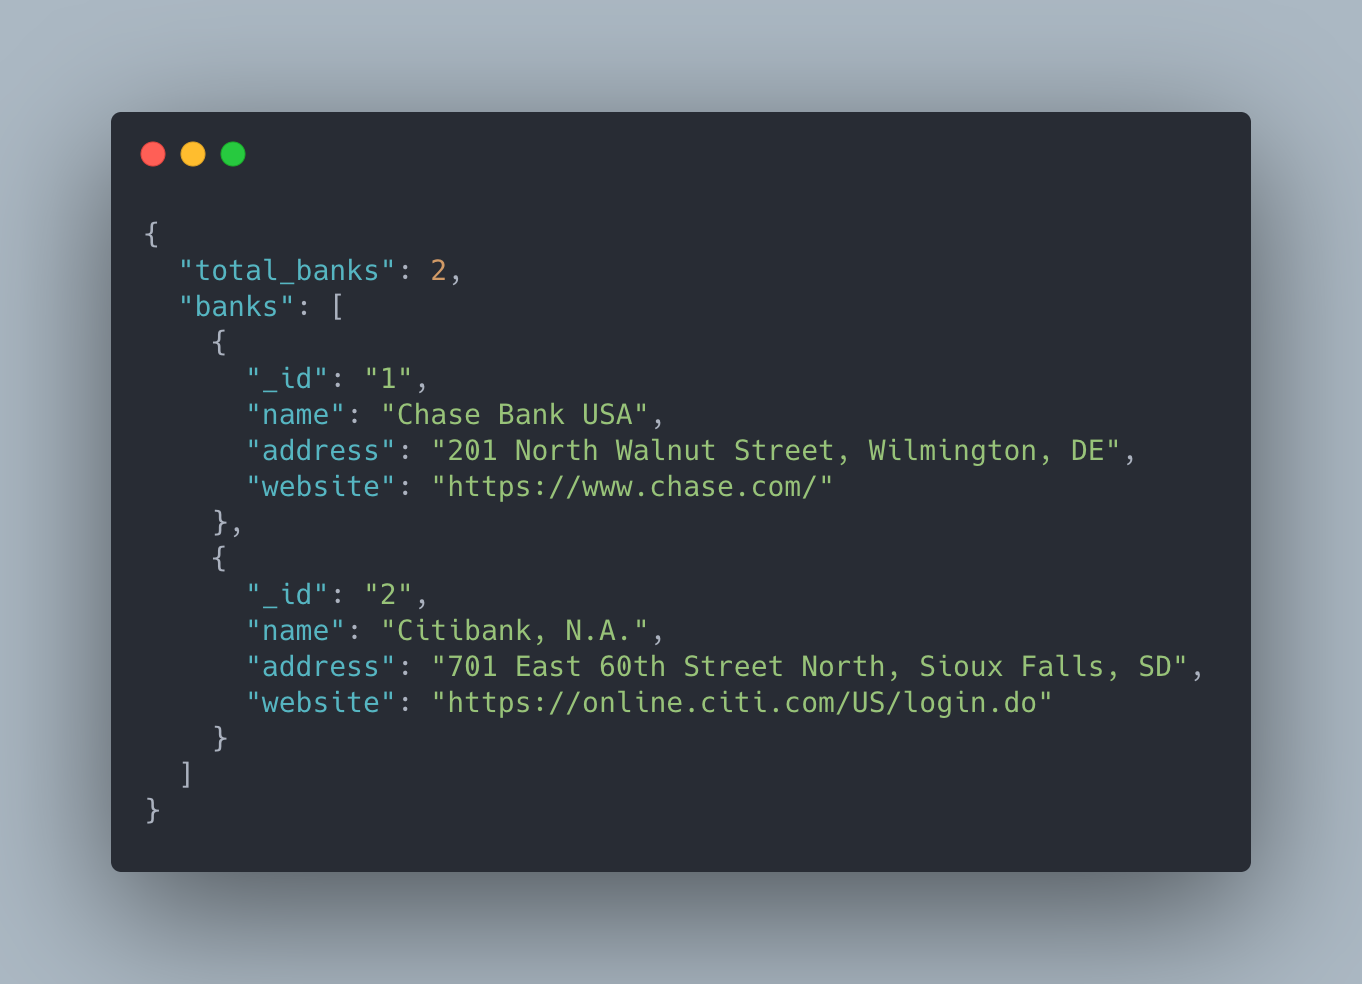 {
  "total_banks": 2,
  "banks": [
    {
      "_id": "1",
      "name": "Chase Bank USA",
      "address": "201 North Walnut Street, Wilmington, DE",
      "website": "https://www.chase.com/"
    },
    {
      "_id": "2",
      "name": "Citibank, N.A.",
      "address": "701 East 60th Street North, Sioux Falls, SD",
      "website": "https://online.citi.com/US/login.do"
    }
  ]
}